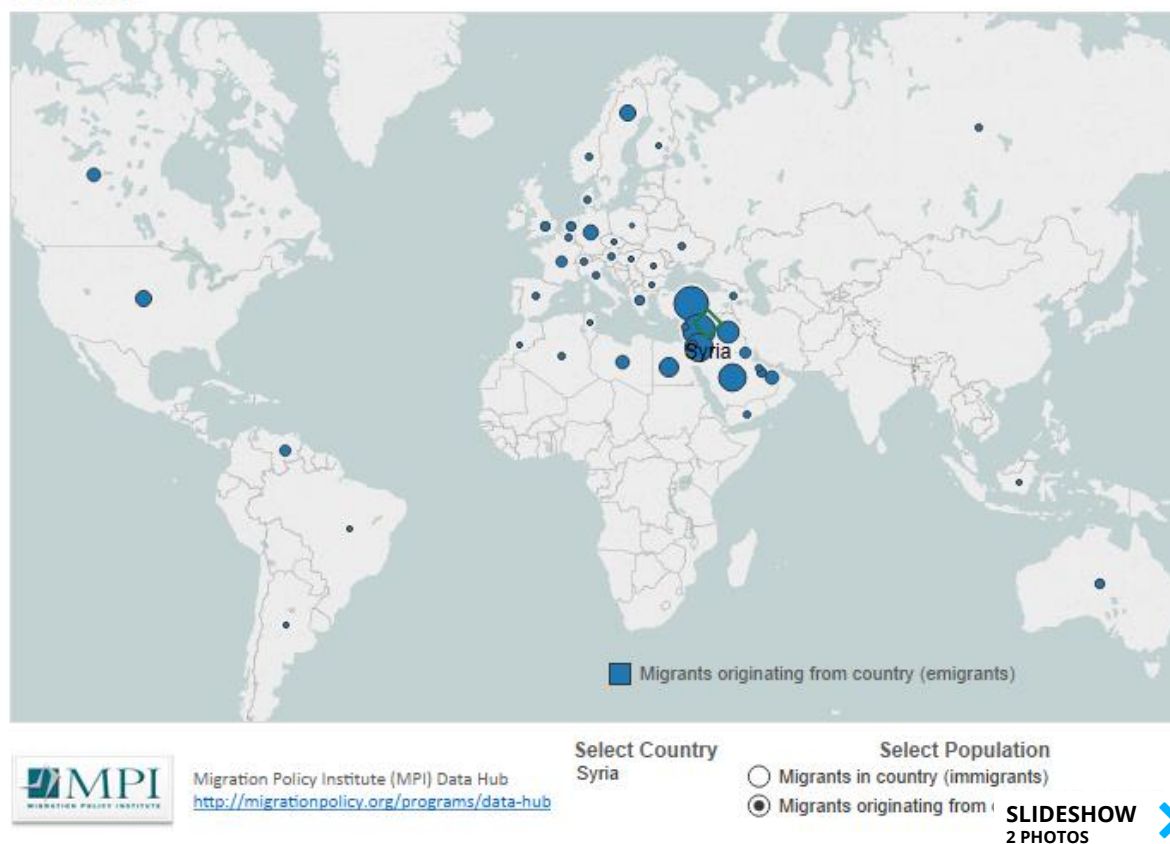 Syria
Migrants originating from country (emigrants)
MPI
MIGRATION POLICY INSTITUTE
Migration Policy Institute (MPI) Data Hub
http://migrationpolicy.org/programs/data-hub
Select Country
Syria
Select Population
Migrants in country (immigrants)
Migrants originating from
SLIDESHOW
2 PHOTOS